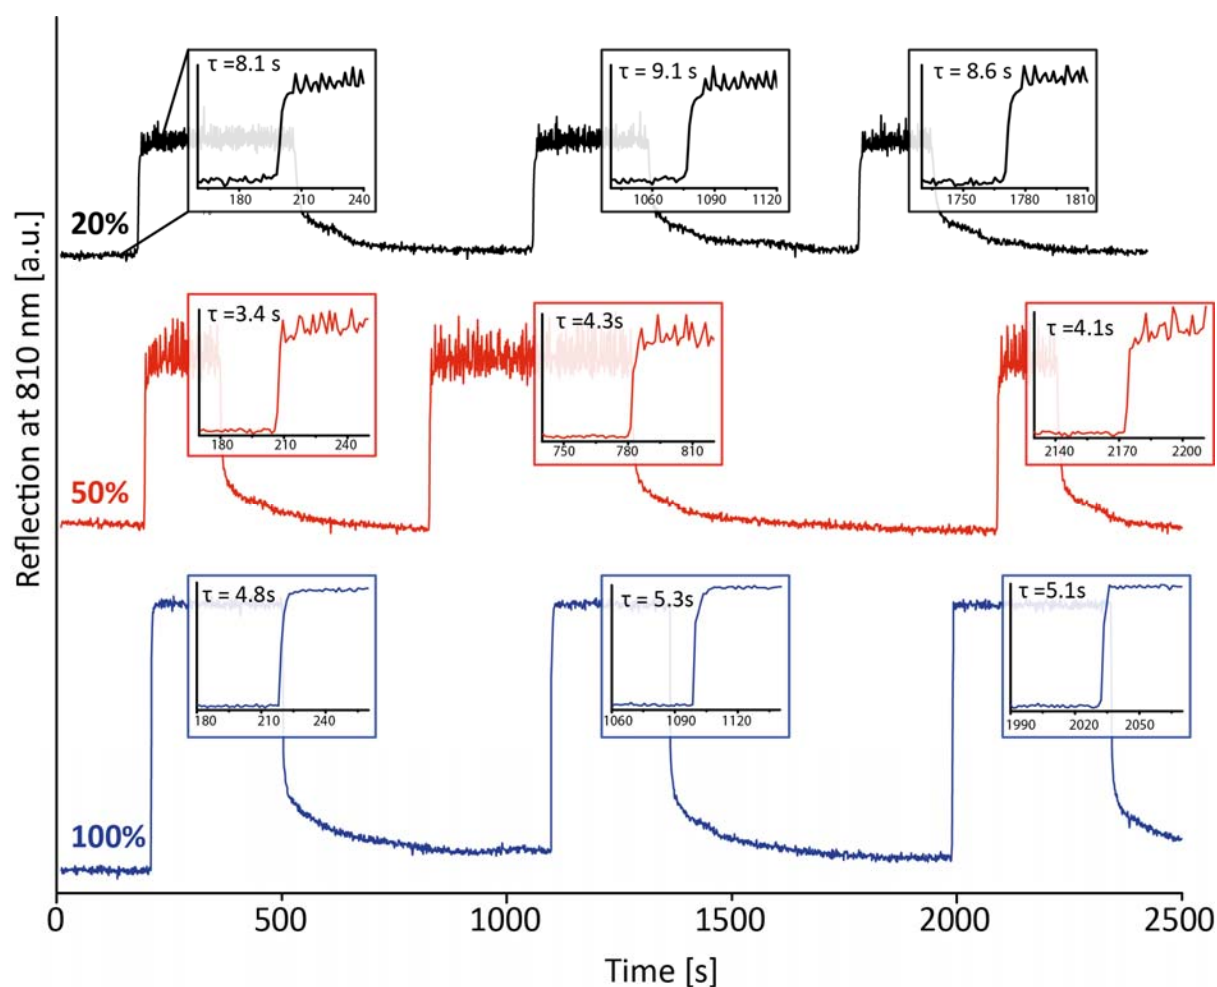 τ =8.1 s
180 210 240
τ = 9.1 s
1060 1090 1120
τ = 8.6 s
1750 1780 1810
20%
τ =3.4 s
180 210 240
τ =4.3s
750 780 810
τ =4.1 s
2140 2170 2200
50%
τ =4.8s
180 210 240
τ = 5.3s
1060 1090 1120
τ =5.1s
1990 2020 2050
100%
Reflection at 810 nm [a.u.]
0 500 1000 1500 2000 2500
Time [s]